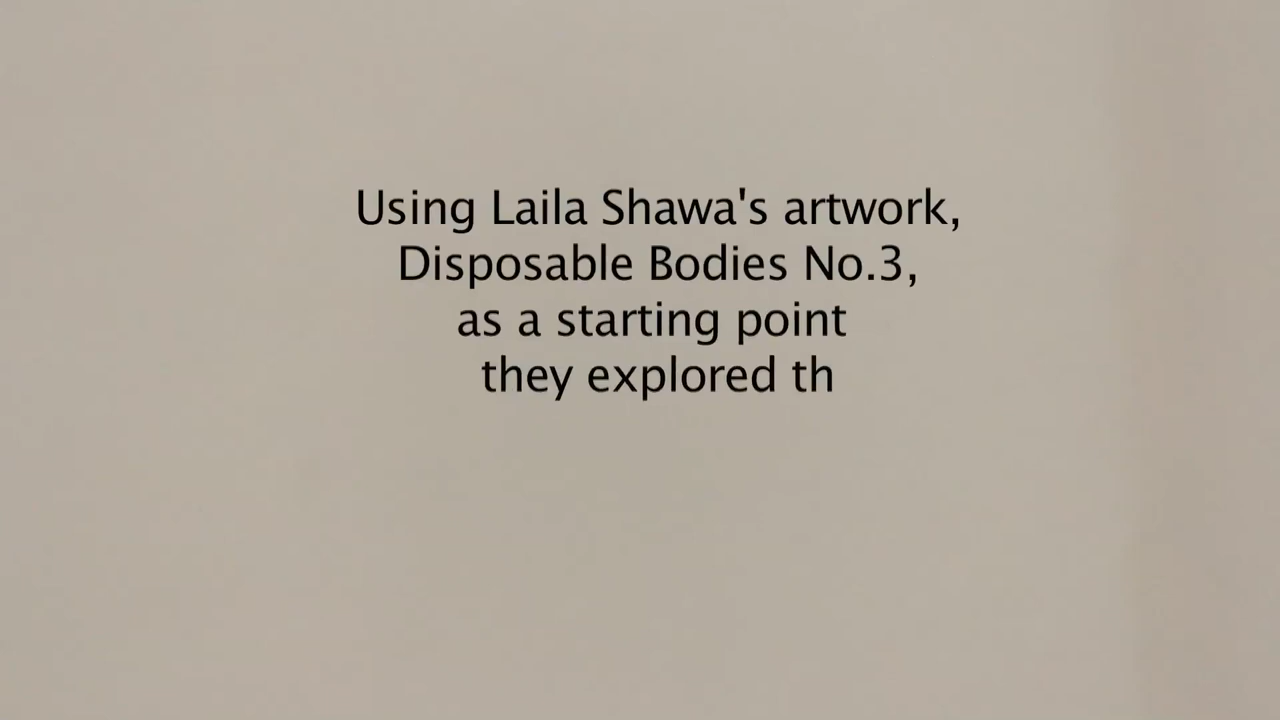 Using Laila Shawa's artwork,
Disposable Bodies No.3,
as a starting point
they explored th